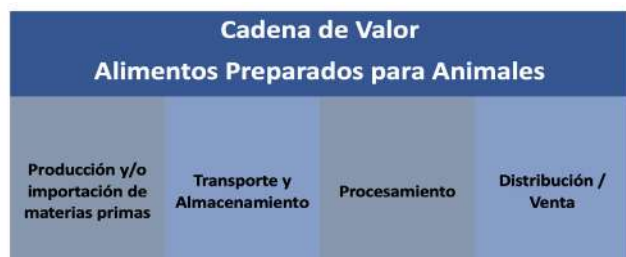 Cadena de Valor
Alimentos Preparados para Animales
Producción y/o
importación de
materias primas
Transporte y
Almacenamiento
Procesamiento
Distribución /
Venta